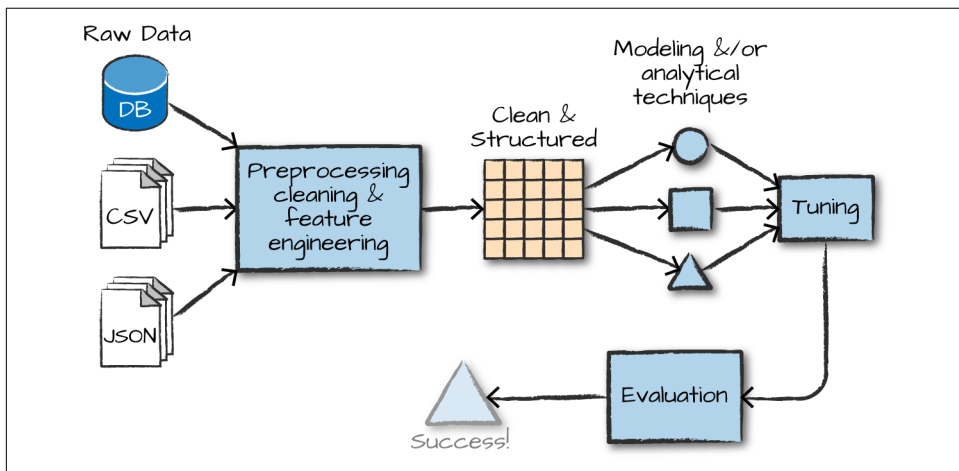 Raw Data
DB
CSV
JSON
Preprocessing
cleaning &
feature
engineering
Clean &
Structured
Modeling &/or
analytical
techniques
Tuning
Evaluation
Success!